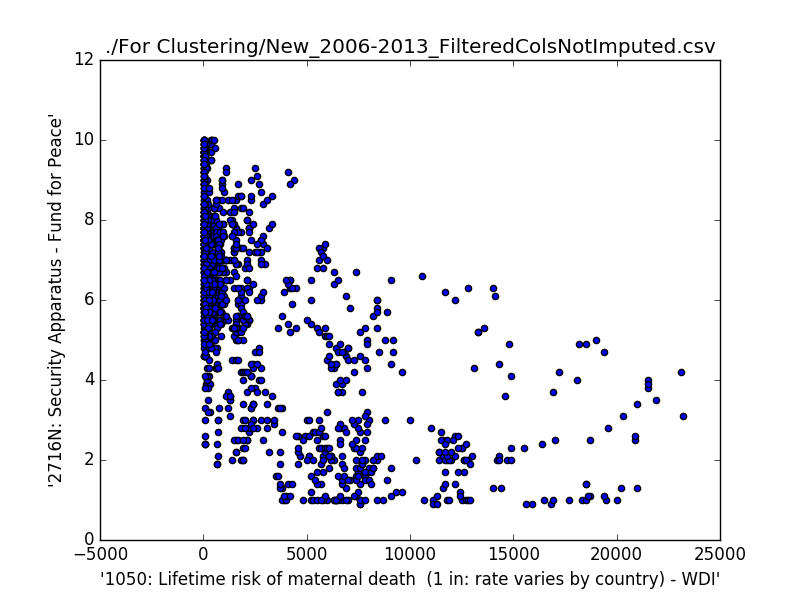 ./For Clustering/New_2006-2013_FilteredColsNotImputed.csv
12
10
8
6
4
2
0
−5000 0 5000 10000 15000 20000 25000
'2716N: Security Apparatus - Fund for Peace'
'1050: Lifetime risk of maternal death  (1 in: rate varies by country) - WDI'